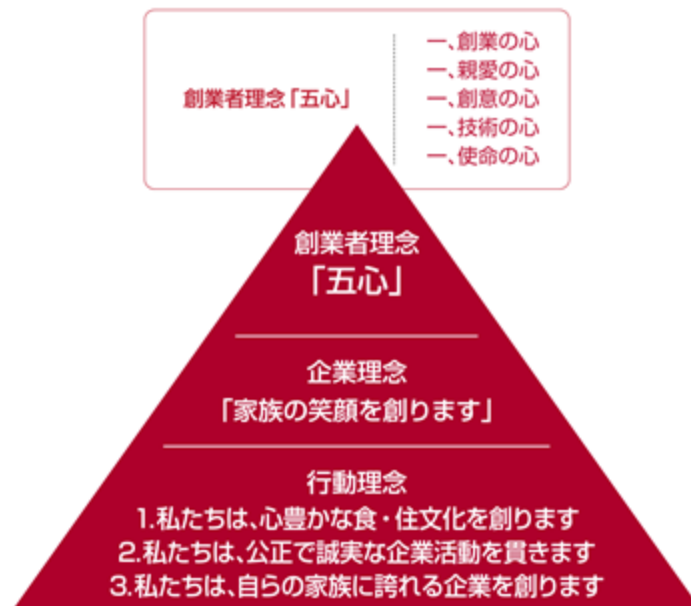 創業者理念「五心」
一、創業の心
一、親愛の心
一、創意の心
一、技術の心
一、使命の心
創業者理念
「五心」
企業理念
「家族の笑顔を創ります」
行動理念
1.私たちは、心豊かな食・住文化を創ります
2.私たちは、公正で誠実な企業活動を貫きます
3.私たちは、自らの家族に誇れる企業を創ります